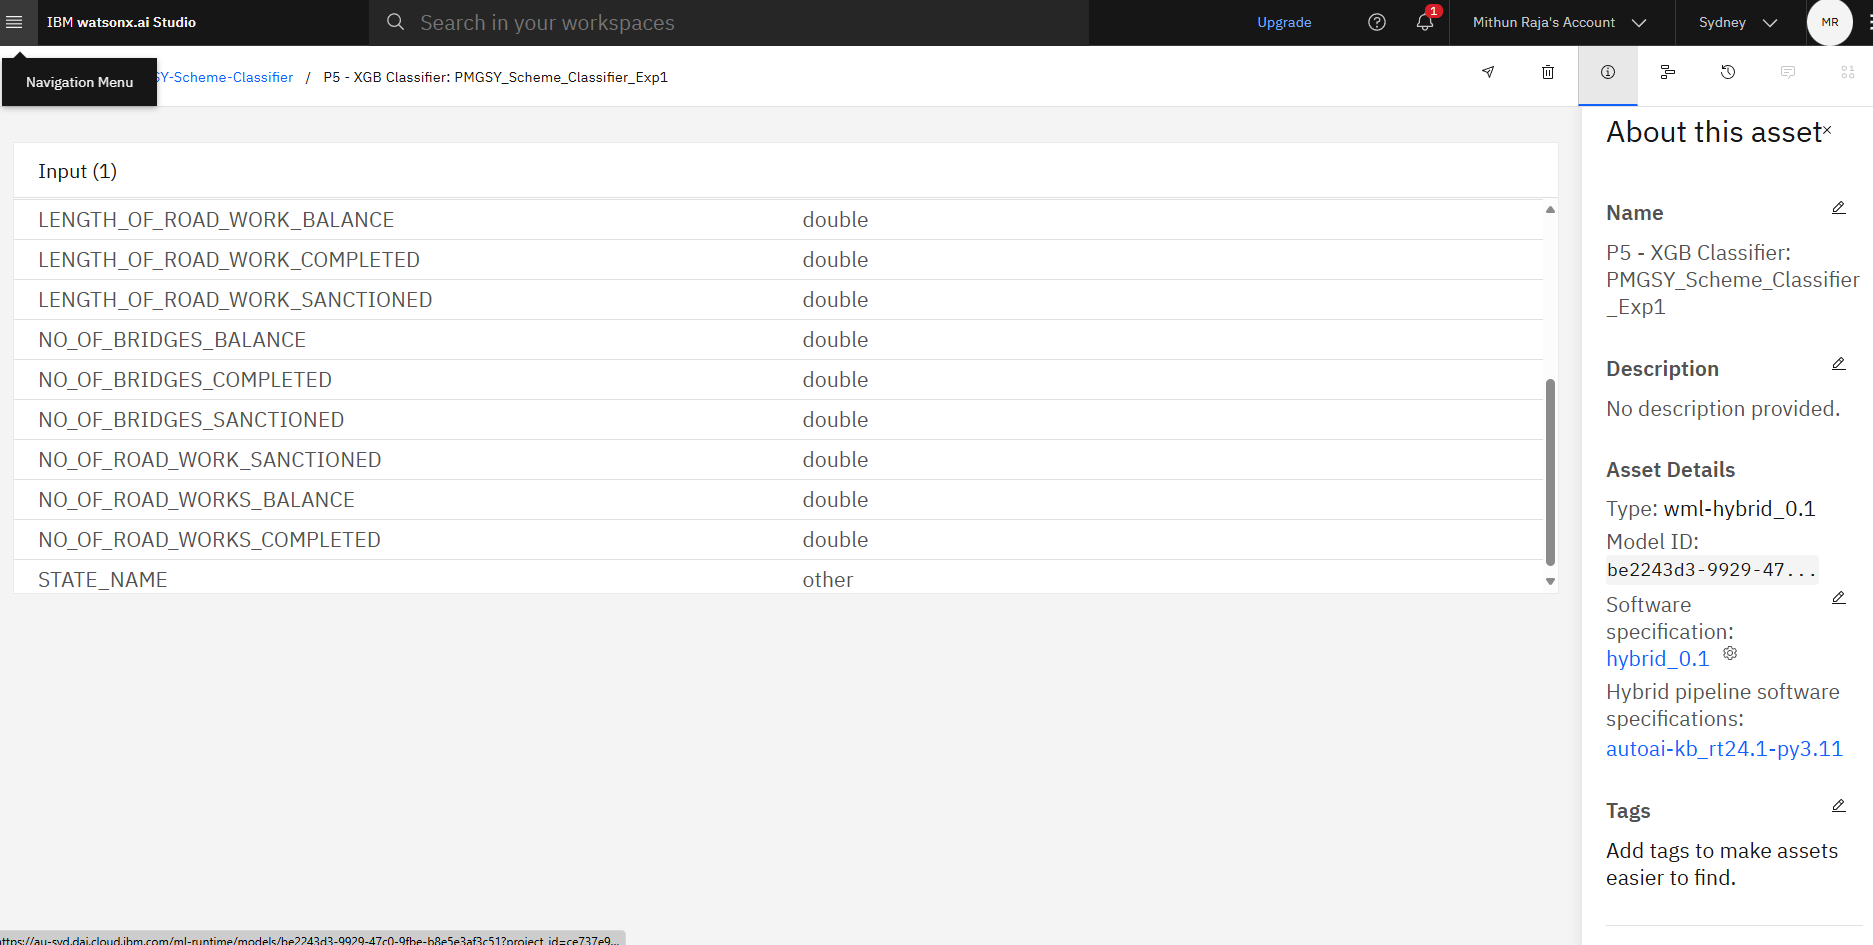 IBM watsonx.ai Studio
Search in your workspaces
Upgrade
1
Mithun Raja's Account
Sydney
MR
Navigation Menu
SY-Scheme-Classifier / P5 - XGB Classifier: PMGSY_Scheme_Classifier_Exp1
Input (1)
LENGTH_OF_ROAD_WORK_BALANCE double
LENGTH_OF_ROAD_WORK_COMPLETED double
LENGTH_OF_ROAD_WORK_SANCTIONED double
NO_OF_BRIDGES_BALANCE double
NO_OF_BRIDGES_COMPLETED double
NO_OF_BRIDGES_SANCTIONED double
NO_OF_ROAD_WORK_SANCTIONED double
NO_OF_ROAD_WORKS_BALANCE double
NO_OF_ROAD_WORKS_COMPLETED double
STATE_NAME other
About this asset
Name
P5 - XGB Classifier:
PMGSY_Scheme_Classifier
_Exp1
Description
No description provided.
Asset Details
Type: wml-hybrid_0.1
Model ID:
be2243d3-9929-47...
Software
specification:
hybrid_0.1
Hybrid pipeline software
specifications:
autoai-kb_rt24.1-py3.11
Tags
Add tags to make assets
easier to find.
https://au-syd.dai.cloud.ibm.com/ml-runtime/models/be2243d3-9929-47c0-9fbe-b8e5e3af3c51?project_id=ce737e9...